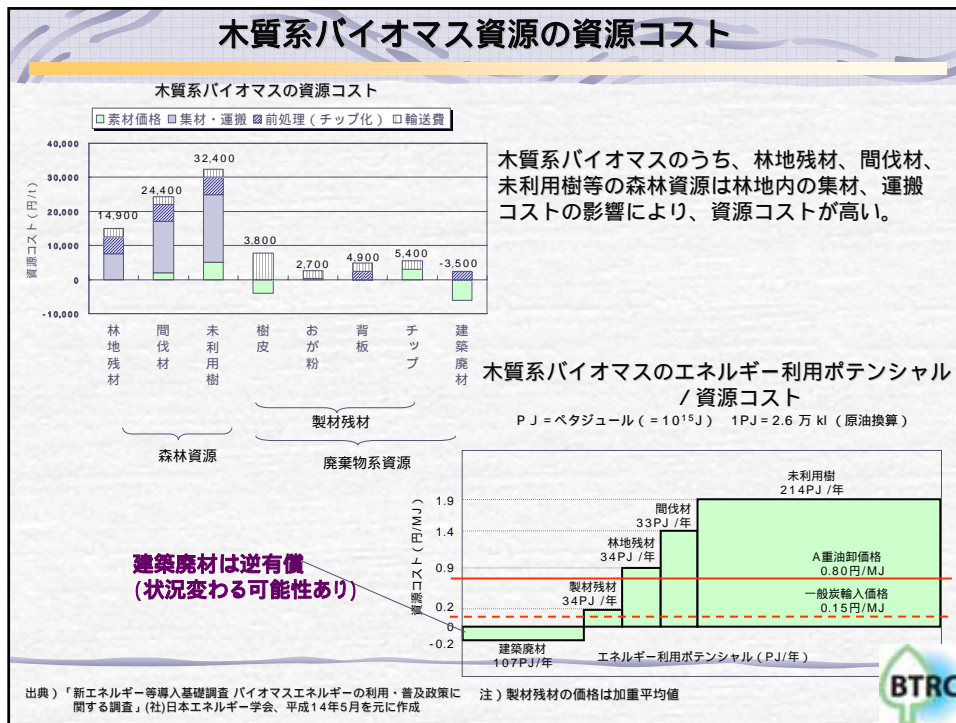 木質系バイオマス資源の資源コスト
木質系バイオマスの資源コスト
素材価格 集材・運搬 前処理(チップ化) 輸送費
資源コスト(円/t)
40,000
30,000
20,000
10,000
0
-10,000
14,900
24,400
32,400
3,800
2,700
4,900
5,400
-3,500
林地残材
間伐材
未利用樹
樹皮
おが粉
背板
チップ
建築廃材
製材残材
森林資源
廃棄物系資源
木質系バイオマスのうち、林地残材、間伐材、
未利用樹等の森林資源は林地内の集材、運搬
コストの影響により、資源コストが高い。
木質系バイオマスのエネルギー利用ポテンシャル
/資源コスト
PJ=ペタジュール(=10¹⁵J) 1PJ=2.6 万 kl(原油換算)
資源コスト(円/MJ)
1.9
1.4
0.9
0.2
0
-0.2
未利用樹
214PJ /年
間伐材
33PJ /年
林地残材
34PJ /年
製材残材
34PJ /年
建築廃材
107PJ/年
A重油卸価格
0.80円/MJ
一般炭輸入価格
0.15円/MJ
エネルギー利用ポテンシャル(PJ/年)
建築廃材は逆有償
(状況変わる可能性あり)
出典)「新エネルギー等導入基礎調査 バイオマスエネルギーの利用・普及政策に
関する調査」(社)日本エネルギー学会、平成14年5月を元に作成
注)製材残材の価格は加重平均値
BTRC